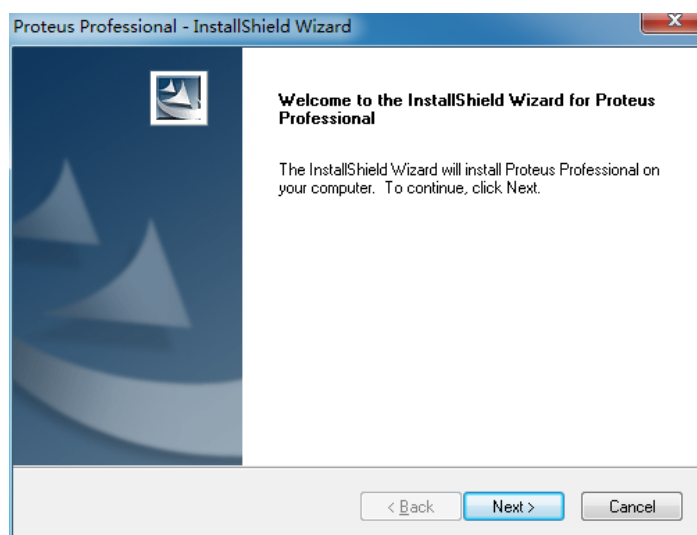 Proteus Professional - InstallShield Wizard
Welcome to the InstallShield Wizard for Proteus
Professional
The InstallShield Wizard will install Proteus Professional on
your computer. To continue, click Next.
< Back Next > Cancel